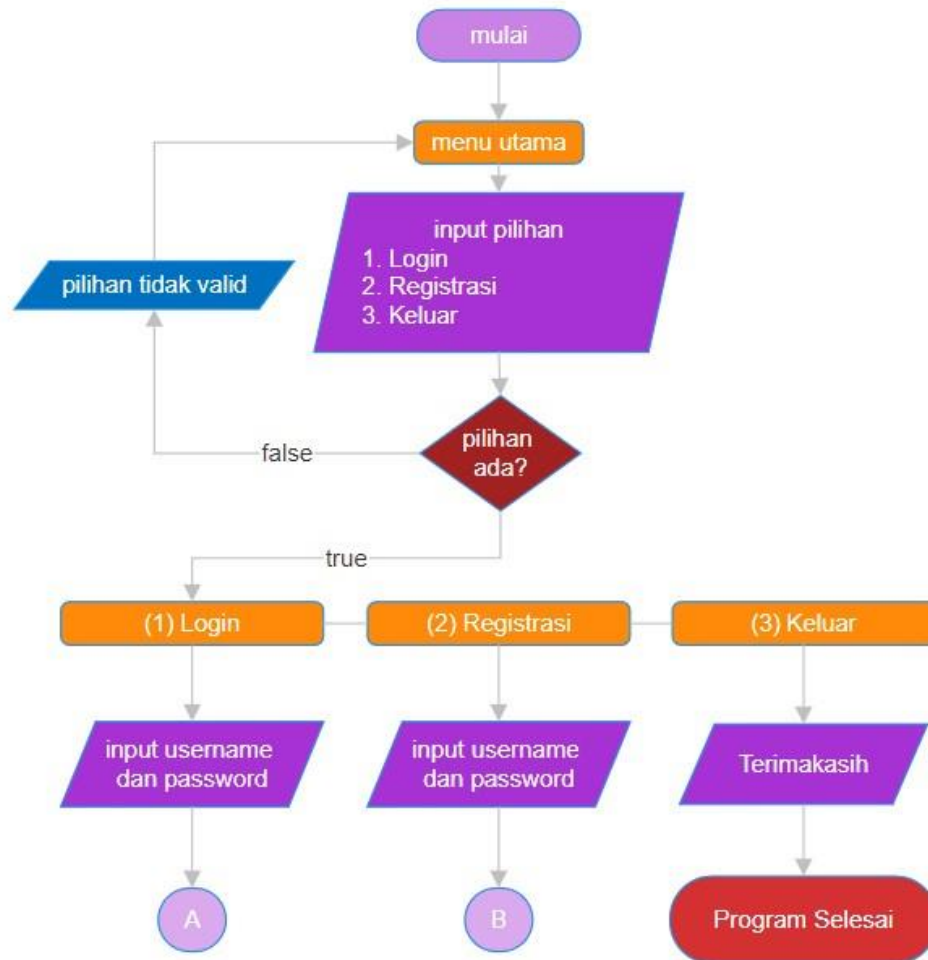 mulai
menu utama
input pilihan
1. Login
2. Registrasi
3. Keluar
pilihan tidak valid
pilihan
ada?
false
true
(1) Login
(2) Registrasi
(3) Keluar
input username
dan password
input username
dan password
Terimakasih
A
B
Program Selesai